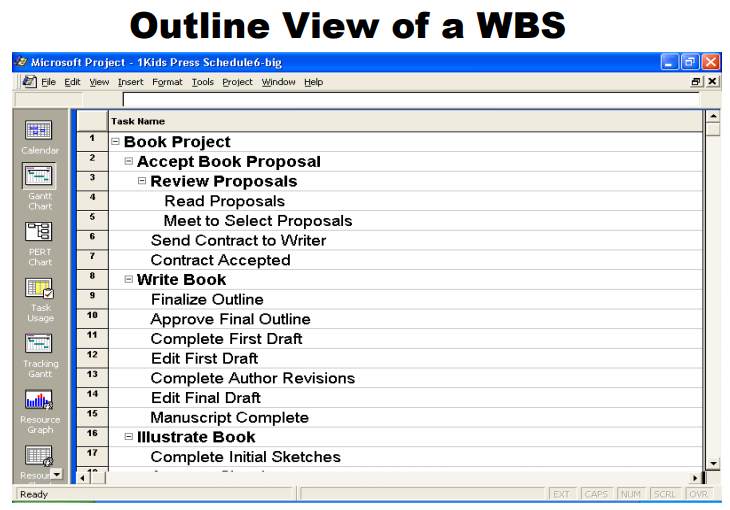 Outline View of a WBS
Microsoft Project - 1Kids Press Schedule6-big
File Edit View Insert Format Tools Project Window Help
Task Name
Calendar
Gantt Chart
PERT Chart
Task Usage
Tracking Gantt
Resource Graph
1 Book Project
2 Accept Book Proposal
3 Review Proposals
4 Read Proposals
5 Meet to Select Proposals
6 Send Contract to Writer
7 Contract Accepted
8 Write Book
9 Finalize Outline
10 Approve Final Outline
11 Complete First Draft
12 Edit First Draft
13 Complete Author Revisions
14 Edit Final Draft
15 Manuscript Complete
16 Illustrate Book
17 Complete Initial Sketches
Ready
EXT CAPS NUM SCRL OVR